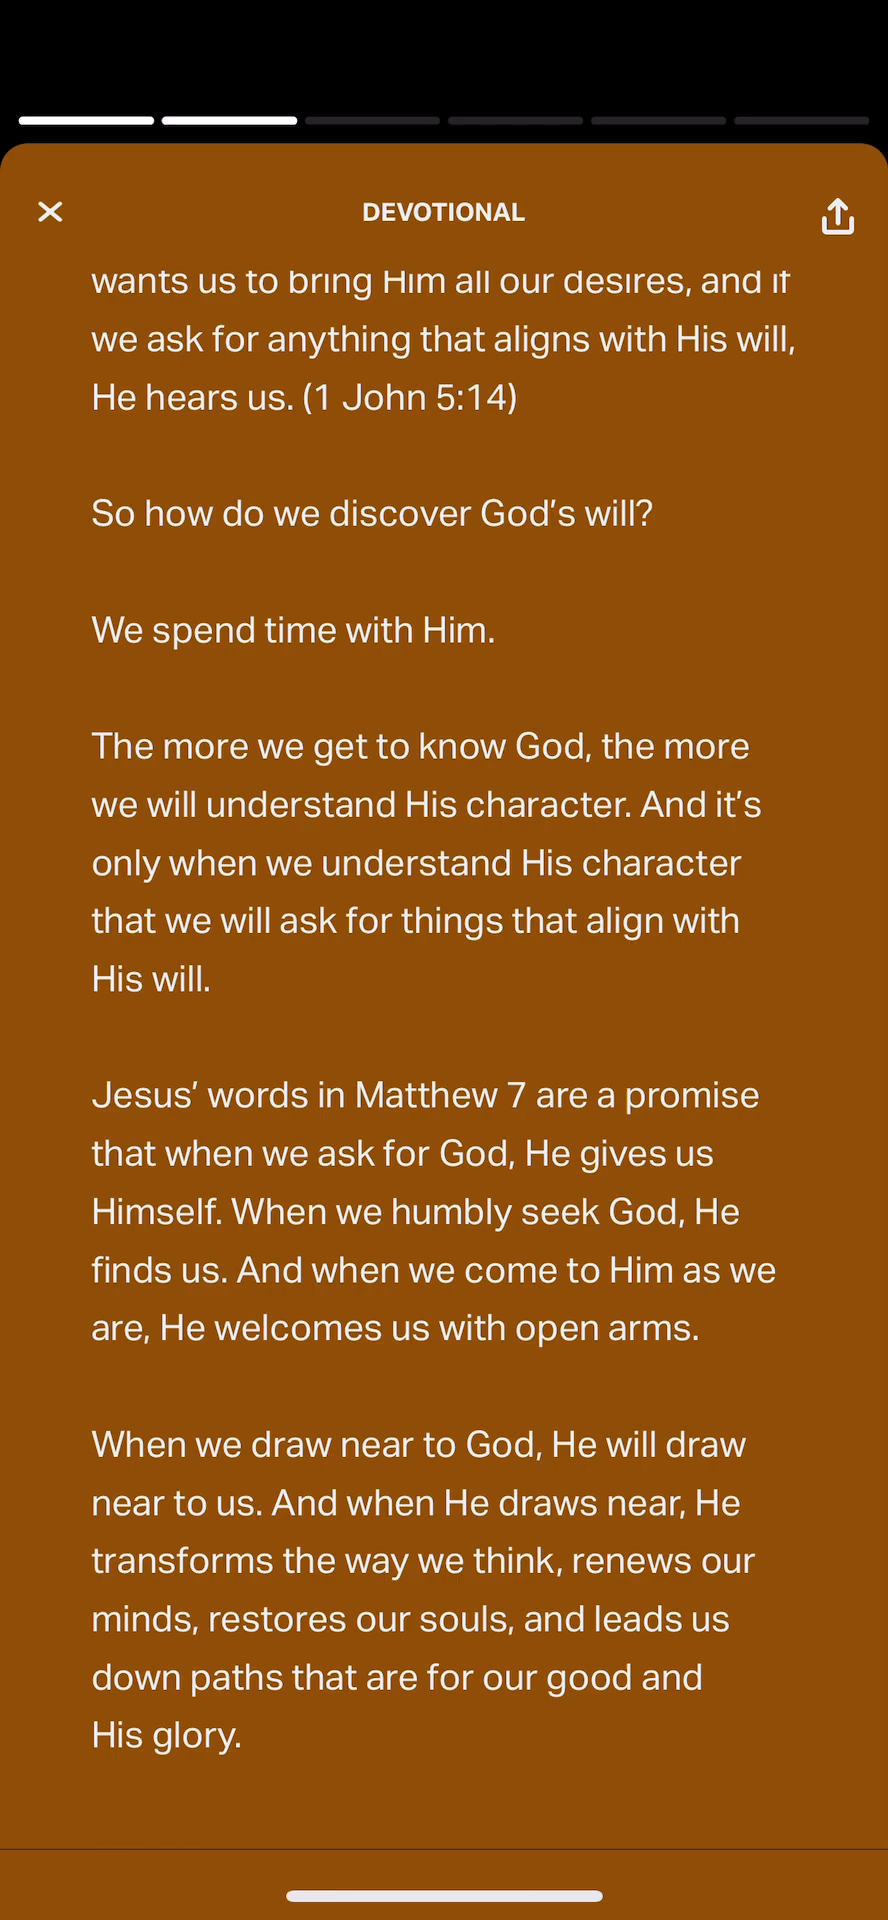 DEVOTIONAL
wants us to bring Him all our desires, and if
we ask for anything that aligns with His will,
He hears us. (1 John 5:14)
So how do we discover God’s will?
We spend time with Him.
The more we get to know God, the more
we will understand His character. And it’s
only when we understand His character
that we will ask for things that align with
His will.
Jesus’ words in Matthew 7 are a promise
that when we ask for God, He gives us
Himself. When we humbly seek God, He
finds us. And when we come to Him as we
are, He welcomes us with open arms.
When we draw near to God, He will draw
near to us. And when He draws near, He
transforms the way we think, renews our
minds, restores our souls, and leads us
down paths that are for our good and
His glory.